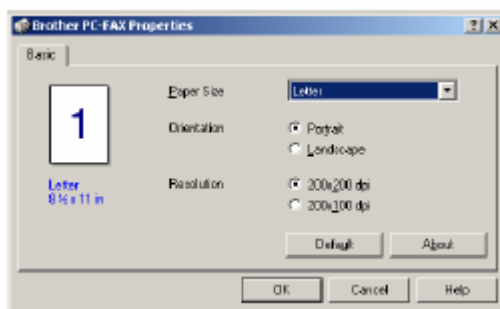 Brother PC-FAX Properties
Basic
1
Letter
8 ½ x 11 in
Paper Size
Letter
Orientation
Portrait
Landscape
Resolution
200x200 dpi
200x100 dpi
Default
About
OK
Cancel
Help